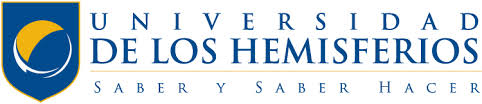 UNIVERSIDAD
DE LOS HEMISFERIOS
SABER Y SABER HACER